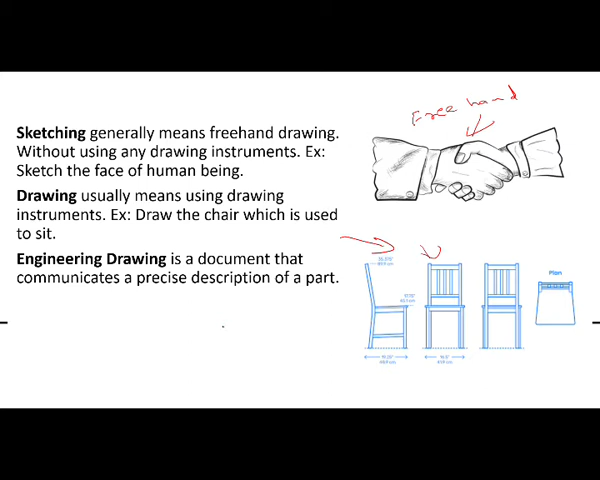 Free hand
Sketching generally means freehand drawing.
Without using any drawing instruments. Ex:
Sketch the face of human being.
Drawing usually means using drawing
instruments. Ex: Draw the chair which is used
to sit.
Engineering Drawing is a document that
communicates a precise description of a part.
Plan